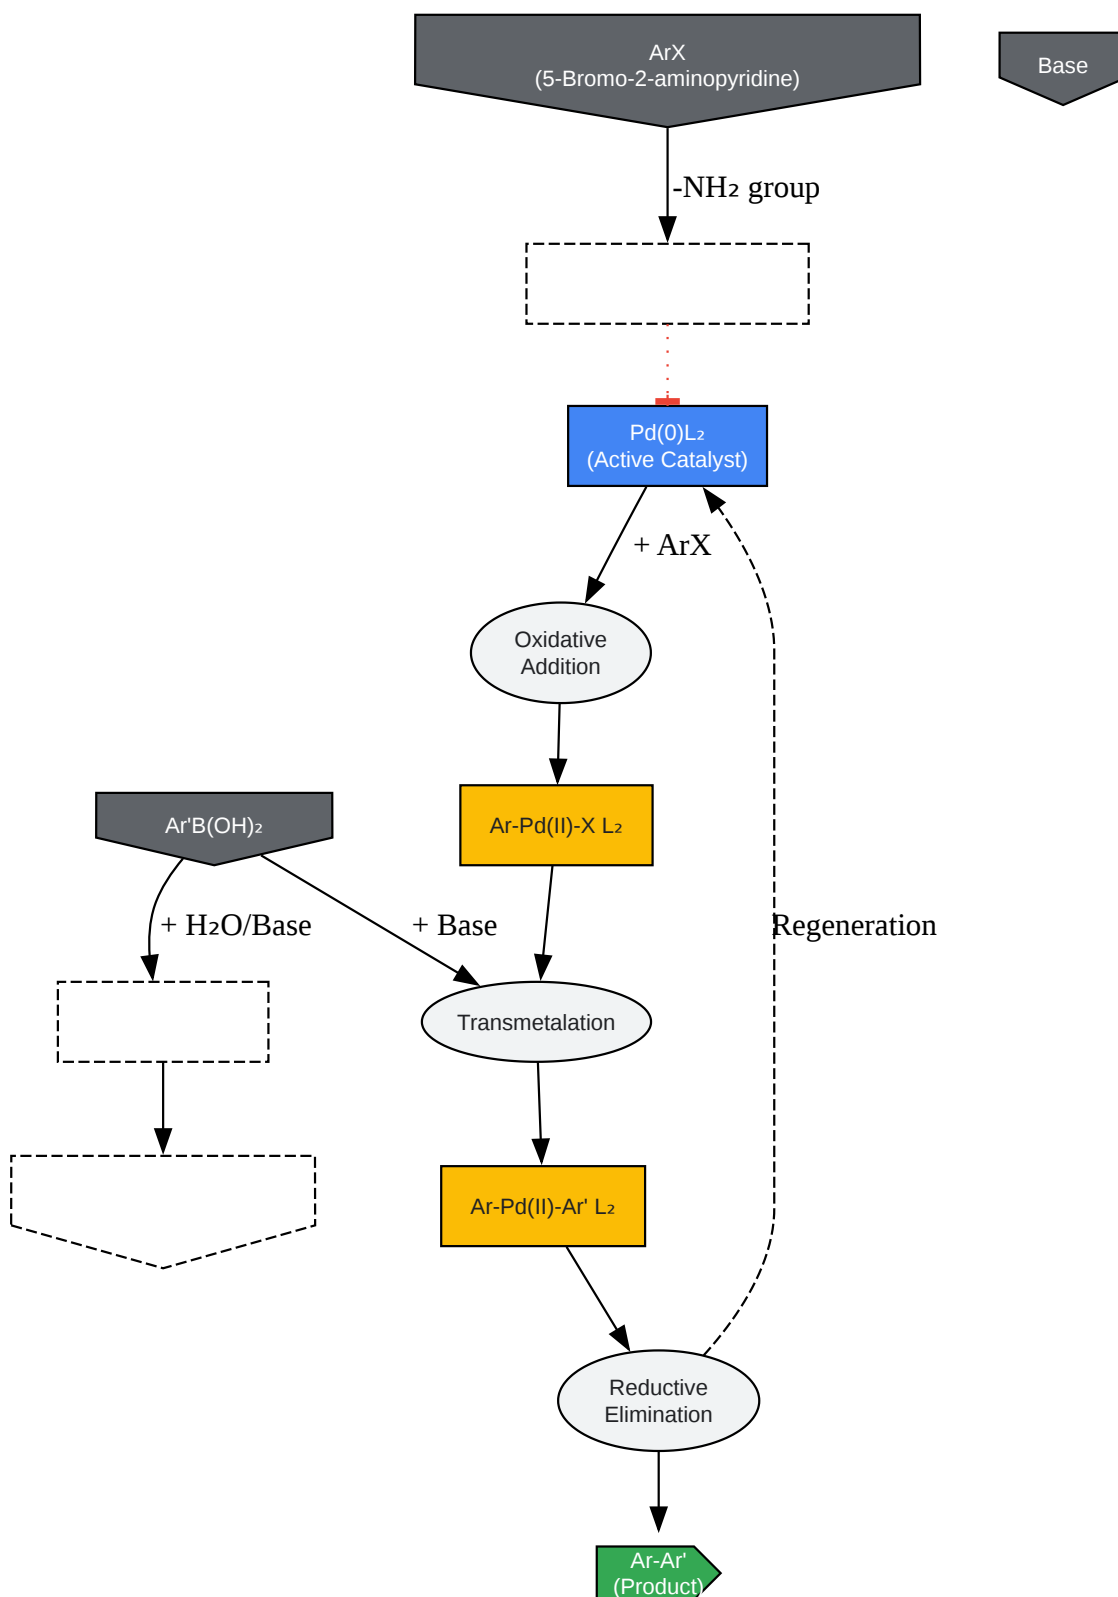 ArX
(5-Bromo-2-aminopyridine)
Base
-NH₂ group
Pd(0)L₂
(Active Catalyst)
+ ArX
Oxidative
Addition
Ar'B(OH)₂
Ar-Pd(II)-X L₂
+ H₂O/Base
+ Base
Regeneration
Transmetalation
Ar-Pd(II)-Ar' L₂
Reductive
Elimination
Ar-Ar'
(Product)